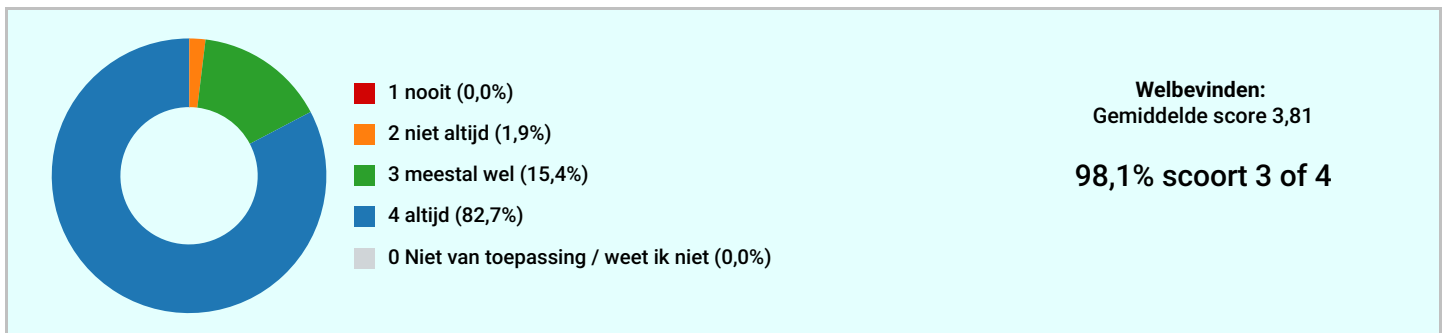 1 nooit (0,0%)
2 niet altijd (1,9%)
3 meestal wel (15,4%)
4 altijd (82,7%)
0 Niet van toepassing / weet ik niet (0,0%)
Welbevinden:
Gemiddelde score 3,81
98,1% scoort 3 of 4